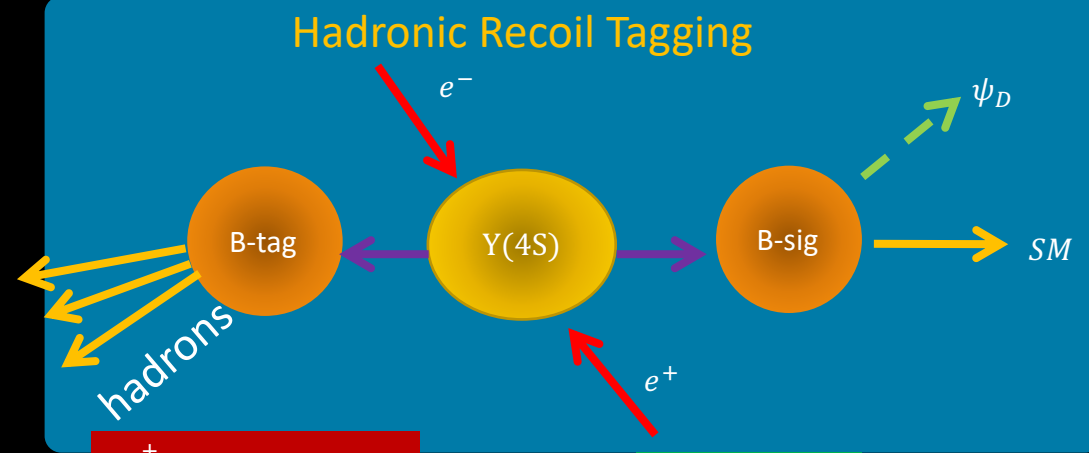 Hadronic Recoil Tagging
e⁻
ψ_D
B-tag
Y(4S)
B-sig
SM
hadrons
e⁺
+